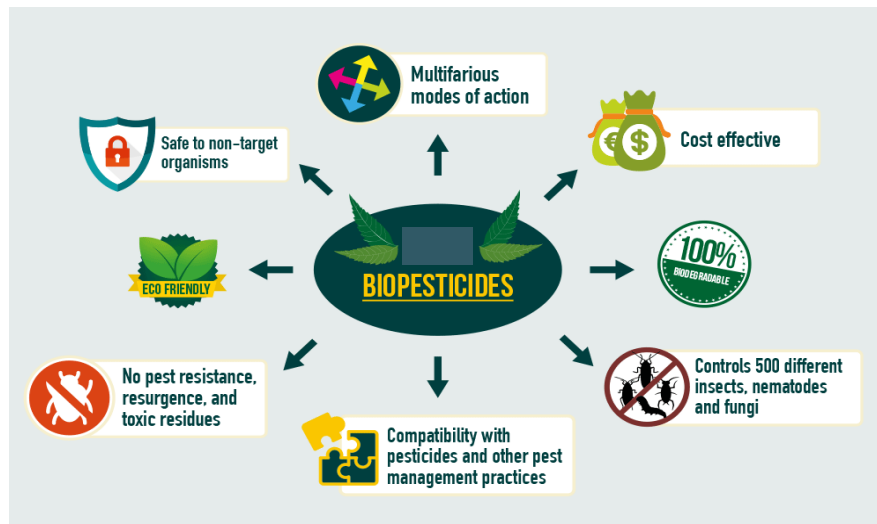 Multifarious
modes of action
Safe to non-target
organisms
€ $
Cost effective
ECO FRIENDLY
BIOPESTICIDES
100%
BIODEGRADABLE
No pest resistance,
resurgence, and
toxic residues
Compatibility with
pesticides and other pest
management practices
Controls 500 different
insects, nematodes
and fungi